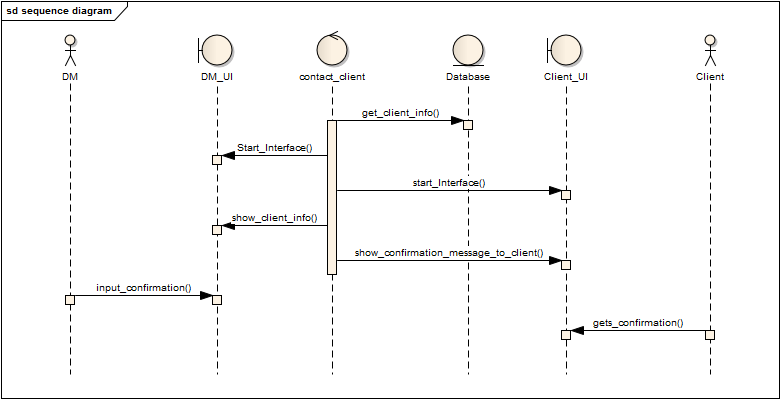 sd sequence diagram
DM
DM_UI
contact_client
Database
Client_UI
Client
get_client_info()
Start_Interface()
start_Interface()
show_client_info()
show_confirmation_message_to_client()
input_confirmation()
gets_confirmation()